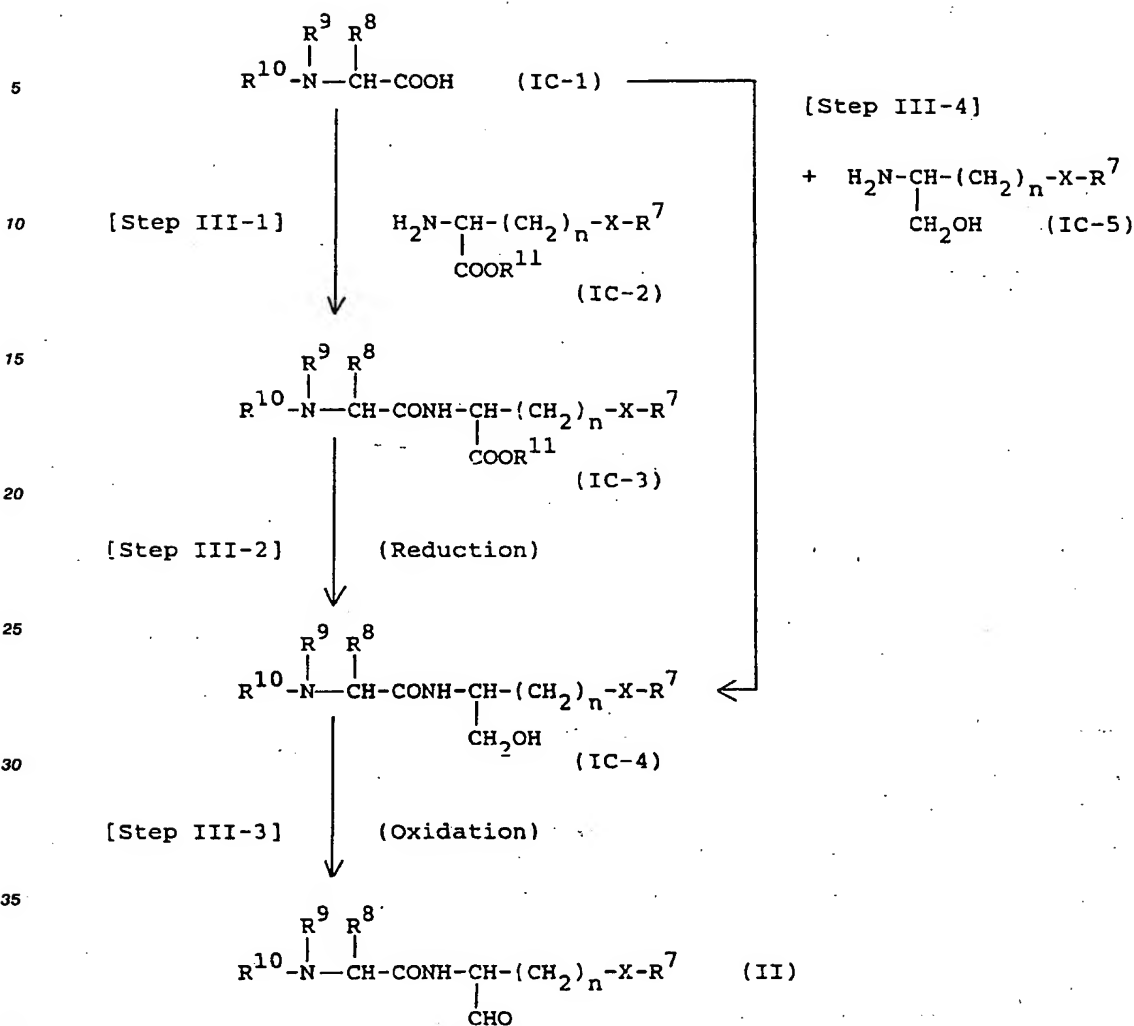 R⁹ R⁸
5 R¹⁰-N—CH-COOH (IC-1)
[Step III-4]
+ H₂N-CH-(CH₂)ₙ-X-R⁷
CH₂OH (IC-5)
10 [Step III-1] H₂N-CH-(CH₂)ₙ-X-R⁷
COOR¹¹
(IC-2)
15 R⁹ R⁸
R¹⁰-N—CH-CONH-CH-(CH₂)ₙ-X-R⁷
COOR¹¹
(IC-3)
20
[Step III-2] (Reduction)
25 R⁹ R⁸
R¹⁰-N—CH-CONH-CH-(CH₂)ₙ-X-R⁷
CH₂OH
(IC-4)
30
[Step III-3] (Oxidation)
35 R⁹ R⁸
R¹⁰-N—CH-CONH-CH-(CH₂)ₙ-X-R⁷ (II)
CHO